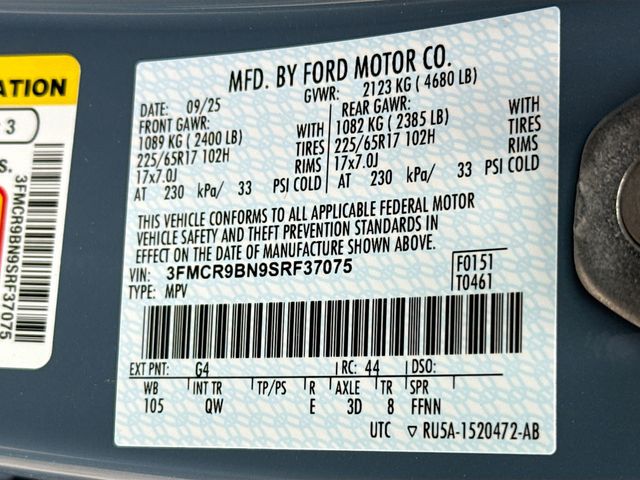 ATION
3
s.
3FMCR9BN9SRF37075
MFD. BY FORD MOTOR CO.
DATE: 09/25 GVWR: 2123 KG ( 4680 LB)
FRONT GAWR: REAR GAWR:
1089 KG ( 2400 LB) WITH 1082 KG ( 2385 LB) WITH
225/65R17 102H TIRES 225/65R17 102H TIRES
17x7.0J RIMS 17x7.0J RIMS
AT 230 kPa/ 33 PSI COLD AT 230 kPa/ 33 PSI COLD
THIS VEHICLE CONFORMS TO ALL APPLICABLE FEDERAL MOTOR
VEHICLE SAFETY AND THEFT PREVENTION STANDARDS IN
EFFECT ON THE DATE OF MANUFACTURE SHOWN ABOVE.
VIN: 3FMCR9BN9SRF37075 F0151
TYPE: MPV T0461
EXT PNT: G4 RC: 44 DSO:
WB INT TR TP/PS R AXLE TR SPR
105 QW E 3D 8 FFNN
UTC ▽ RU5A-1520472-AB